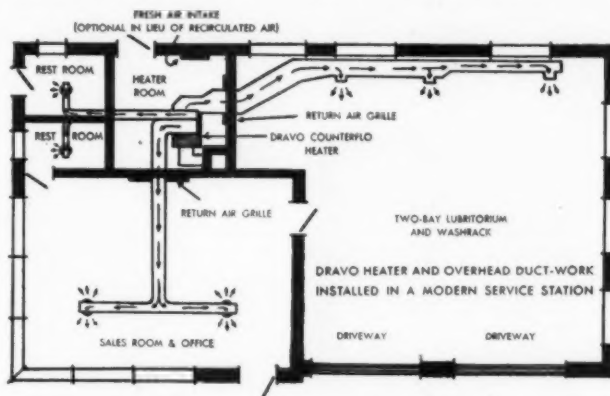 FRESH AIR INTAKE
(OPTIONAL IN LIEU OF RECIRCULATED AIR)
REST ROOM
HEATER
ROOM
REST ROOM
RETURN AIR GRILLE
DRAVO COUNTERFLO
HEATER
RETURN AIR GRILLE
TWO-BAY LUBRITORIUM
AND WASHRACK
DRAVO HEATER AND OVERHEAD DUCT-WORK
INSTALLED IN A MODERN SERVICE STATION
SALES ROOM & OFFICE
DRIVEWAY
DRIVEWAY